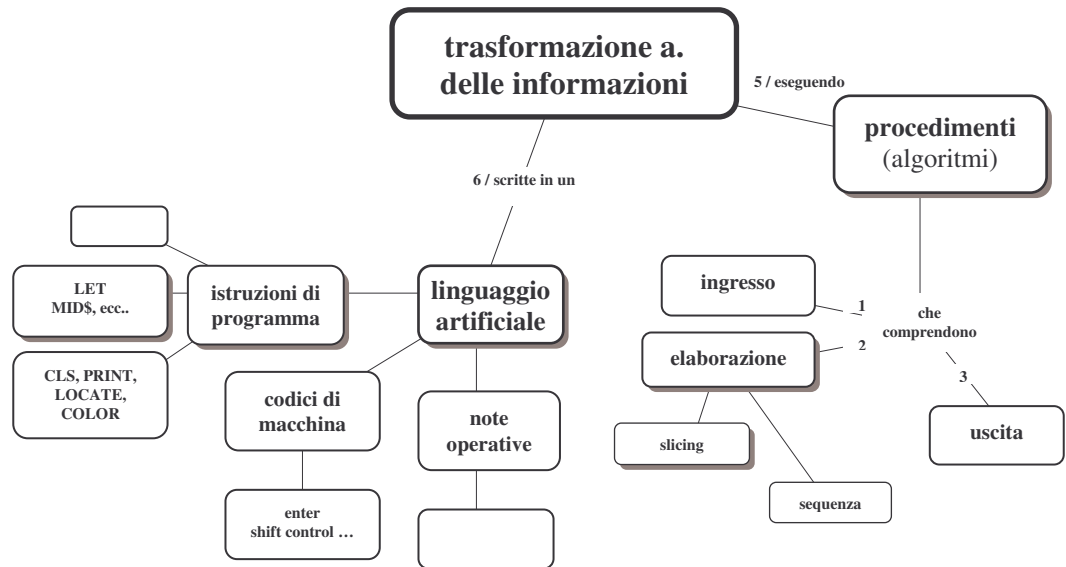 trasformazione a.
delle informazioni
5 / eseguendo
procedimenti
(algoritmi)
6 / scritte in un
LET
MID$, ecc..
istruzioni di
programma
linguaggio
artificiale
ingresso
1
che
comprendono
2
elaborazione
3
CLS, PRINT,
LOCATE,
COLOR
codici di
macchina
note
operative
slicing
uscita
sequenza
enter
shift control …